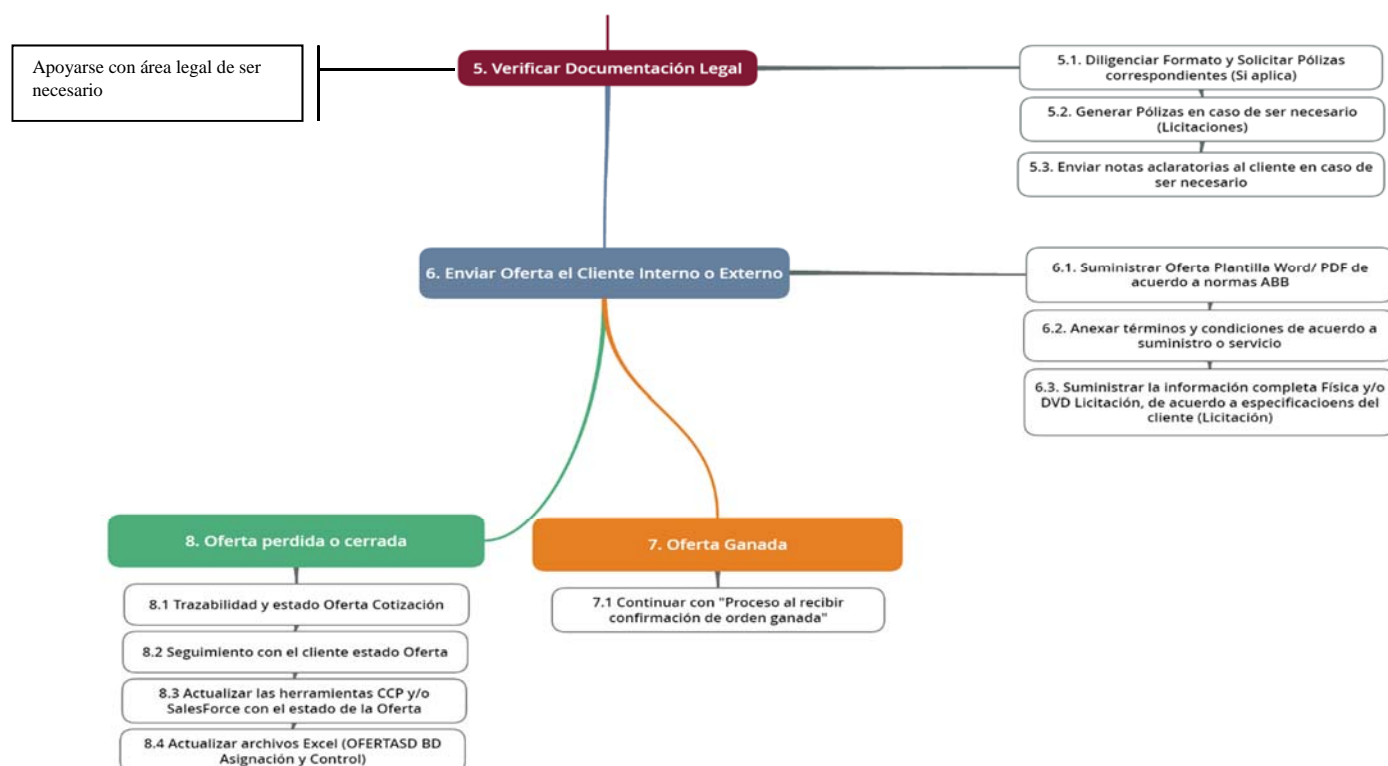 Apoyarse con área legal de ser
necesario
5. Verificar Documentación Legal
5.1. Diligenciar Formato y Solicitar Pólizas
correspondientes (Si aplica)
5.2. Generar Pólizas en caso de ser necesario
(Licitaciones)
5.3. Enviar notas aclaratorias al cliente en caso de
ser necesario
6. Enviar Oferta el Cliente Interno o Externo
6.1. Suministrar Oferta Plantilla Word/ PDF de
acuerdo a normas ABB
6.2. Anexar términos y condiciones de acuerdo a
suministro o servicio
6.3. Suministrar la información completa Física y/o
DVD Licitación, de acuerdo a especificacioens del
cliente (Licitación)
8. Oferta perdida o cerrada
8.1 Trazabilidad y estado Oferta Cotización
8.2 Seguimiento con el cliente estado Oferta
8.3 Actualizar las herramientas CCP y/o
SalesForce con el estado de la Oferta
8.4 Actualizar archivos Excel (OFERTASD BD
Asignación y Control)
7. Oferta Ganada
7.1 Continuar con "Proceso al recibir
confirmación de orden ganada"